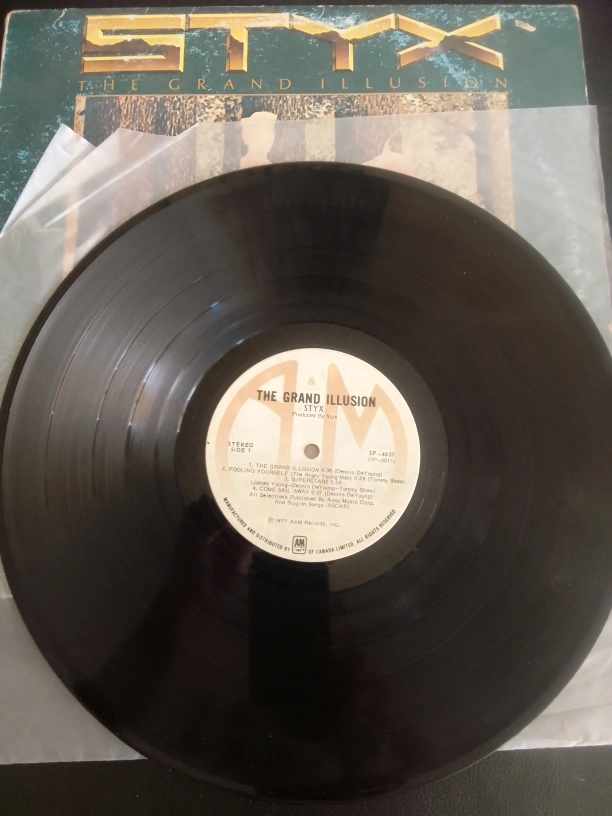 STYX
THE GRAND ILLUSION
&
A M
THE GRAND ILLUSION
STYX
Produced By Styx
STEREO
SIDE 1
SP-4637
(SP-5011)
1. THE GRAND ILLUSION 4:36 (Dennis DeYoung)
2. FOOLING YOURSELF (The Angry Young Man) 5:29 (Tommy Shaw)
3. SUPERSTARS 3:59
(James Young-Dennis DeYoung-Tommy Shaw)
4. COME SAIL AWAY 6:07 (Dennis DeYoung)
All Selections Published By Almo Music Corp.
And Stygian Songs (ASCAP)
℗1977 A&M Records, Inc.
MANUFACTURED AND DISTRIBUTED BY A&M OF CANADA LIMITED. ALL RIGHTS RESERVED